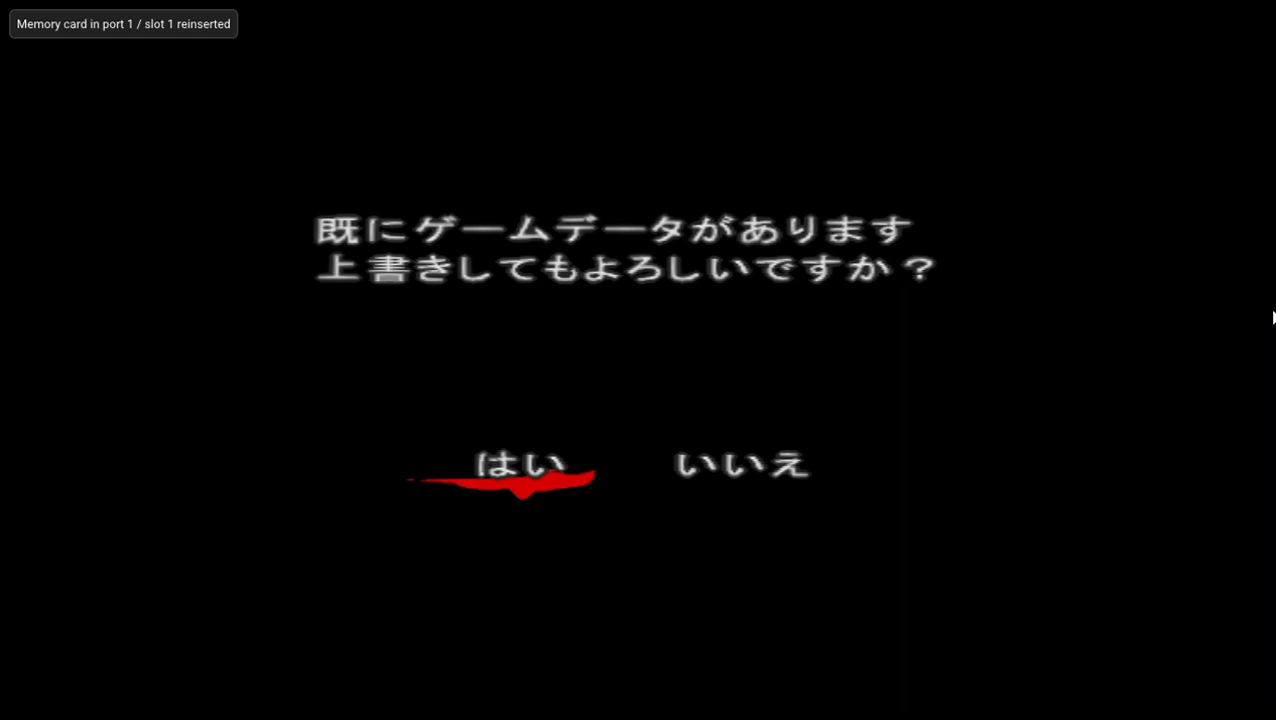 Memory card in port 1 / slot 1 reinserted
既にゲームデータがあります
上書きしてもよろしいですか？
はい いいえ